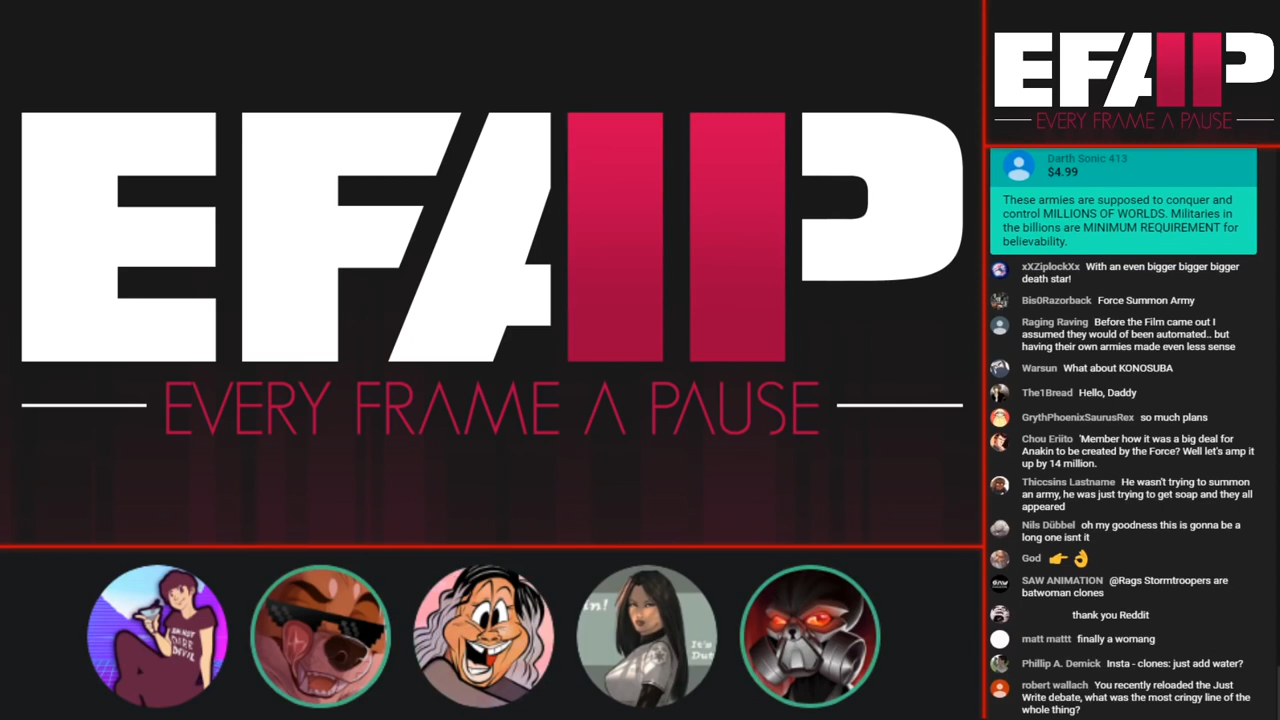 EFAP
EVERY FRAME A PAUSE
EFAP
EVERY FRAME A PAUSE
Darth Sonic 413
$4.99
These armies are supposed to conquer and
control MILLIONS OF WORLDS. Militaries in
the billions are MINIMUM REQUIREMENT for
believability.
xXZiplockXx With an even bigger bigger bigger
death star!
Bis0Razorback Force Summon Army
Raging Raving Before the Film came out I
assumed they would of been automated.. but
having their own armies made even less sense
Warsun What about KONOSUBA
The1Bread Hello, Daddy
GrythPhoenixSaurusRex so much plans
Chou Eriito 'Member how it was a big deal for
Anakin to be created by the Force? Well let's amp it
up by 14 million.
Thiccsins Lastname He wasn't trying to summon
an army, he was just trying to get soap and they all
appeared
Nils Dübbel oh my goodness this is gonna be a
long one isnt it
God 👉 👌
SAW ANIMATION @Rags Stormtroopers are
batwoman clones
thank you Reddit
matt mattt finally a womang
Phillip A. Demick Insta - clones: just add water?
robert wallach You recently reloaded the Just
Write debate, what was the most cringy line of the
whole thing?
I'M NOT
DARE
DEVIL
in!
It's